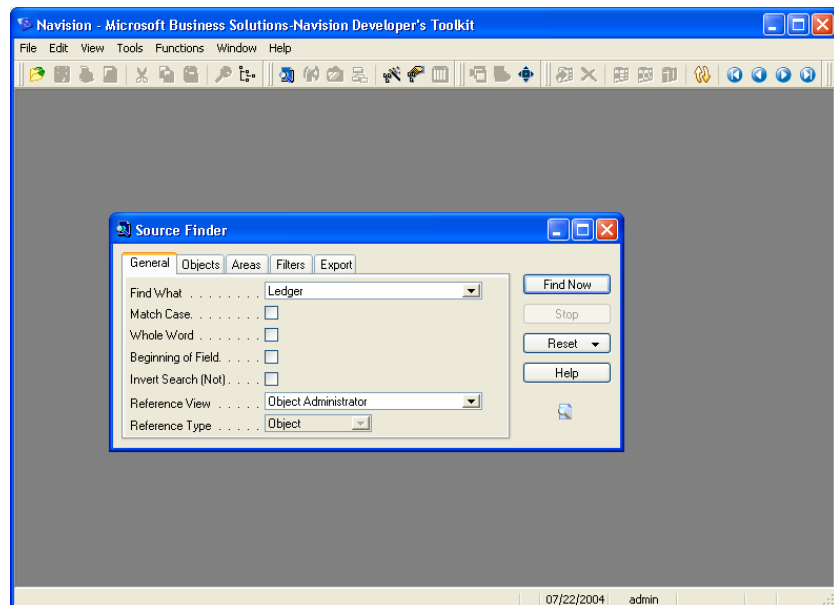 Navision - Microsoft Business Solutions-Navision Developer's Toolkit
File Edit View Tools Functions Window Help
Source Finder
General Objects Areas Filters Export
Find What . . . . . . . . Ledger
Find Now
Match Case. . . . . . . .
Stop
Whole Word . . . . . . .
Reset
Beginning of Field. . . . .
Invert Search (Not) . . . .
Help
Reference View . . . . . Object Administrator
Reference Type . . . . . Object
07/22/2004 admin